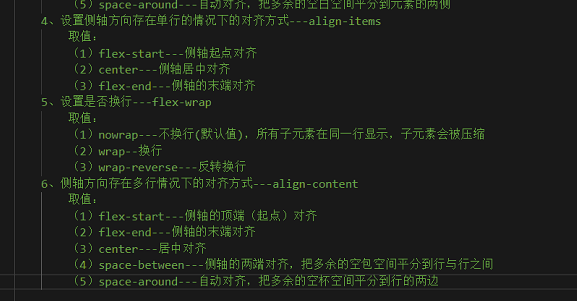 （5）space-around---自动对齐，把多余的空白空间平分到元素的两侧
4、设置侧轴方向存在单行的情况下的对齐方式---align-items
取值：
（1）flex-start---侧轴起点对齐
（2）center---侧轴居中对齐
（3）flex-end---侧轴的末端对齐
5、设置是否换行---flex-wrap
取值：
（1）nowrap---不换行(默认值)，所有子元素在同一行显示，子元素会被压缩
（2）wrap--换行
（3）wrap-reverse---反转换行
6、侧轴方向存在多行情况下的对齐方式---align-content
取值：
（1）flex-start---侧轴的顶端（起点）对齐
（2）flex-end---侧轴的末端对齐
（3）center---居中对齐
（4）space-between---侧轴的两端对齐，把多余的空包空间平分到行与行之间
（5）space-around---自动对齐，把多余的空杯空间平分到行的两边